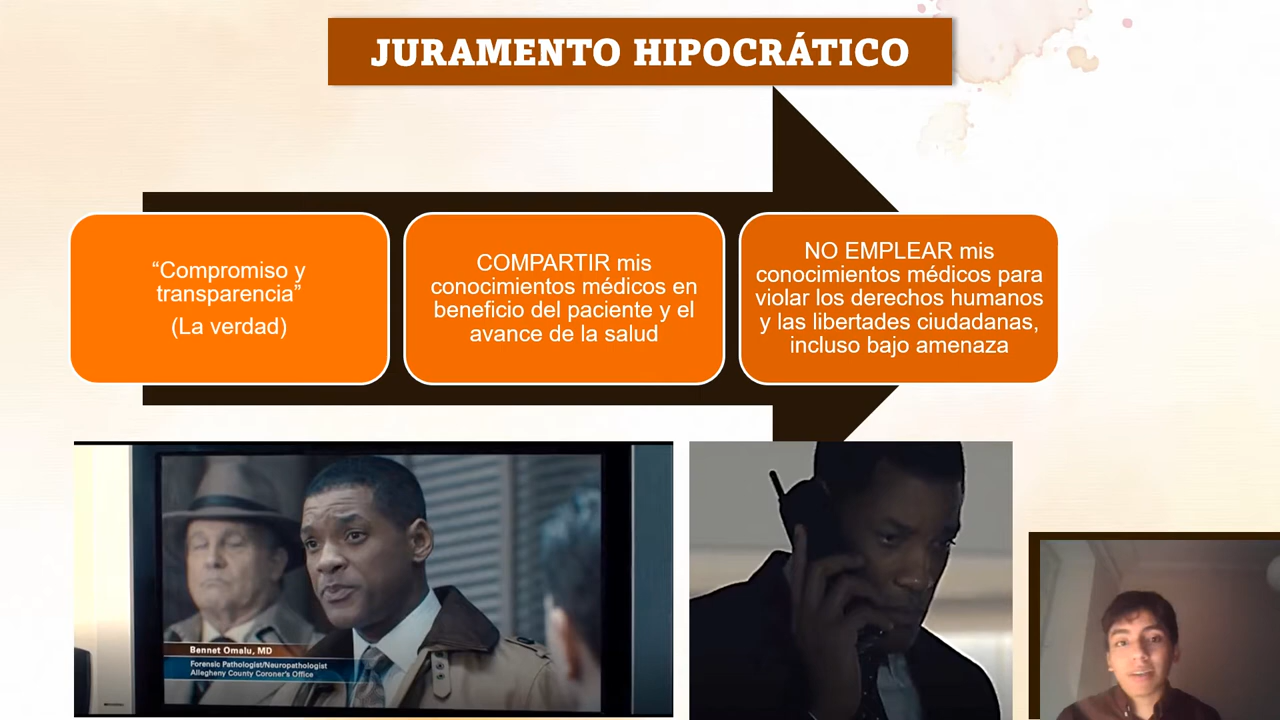 JURAMENTO HIPOCRÁTICO
“Compromiso y
transparencia”
(La verdad)
COMPARTIR mis
conocimientos médicos en
beneficio del paciente y el
avance de la salud
NO EMPLEAR mis
conocimientos médicos para
violar los derechos humanos
y las libertades ciudadanas,
incluso bajo amenaza
Bennet Omalu, MD
Forensic Pathologist/Neuropathologist
Allegheny County Coroner's Office